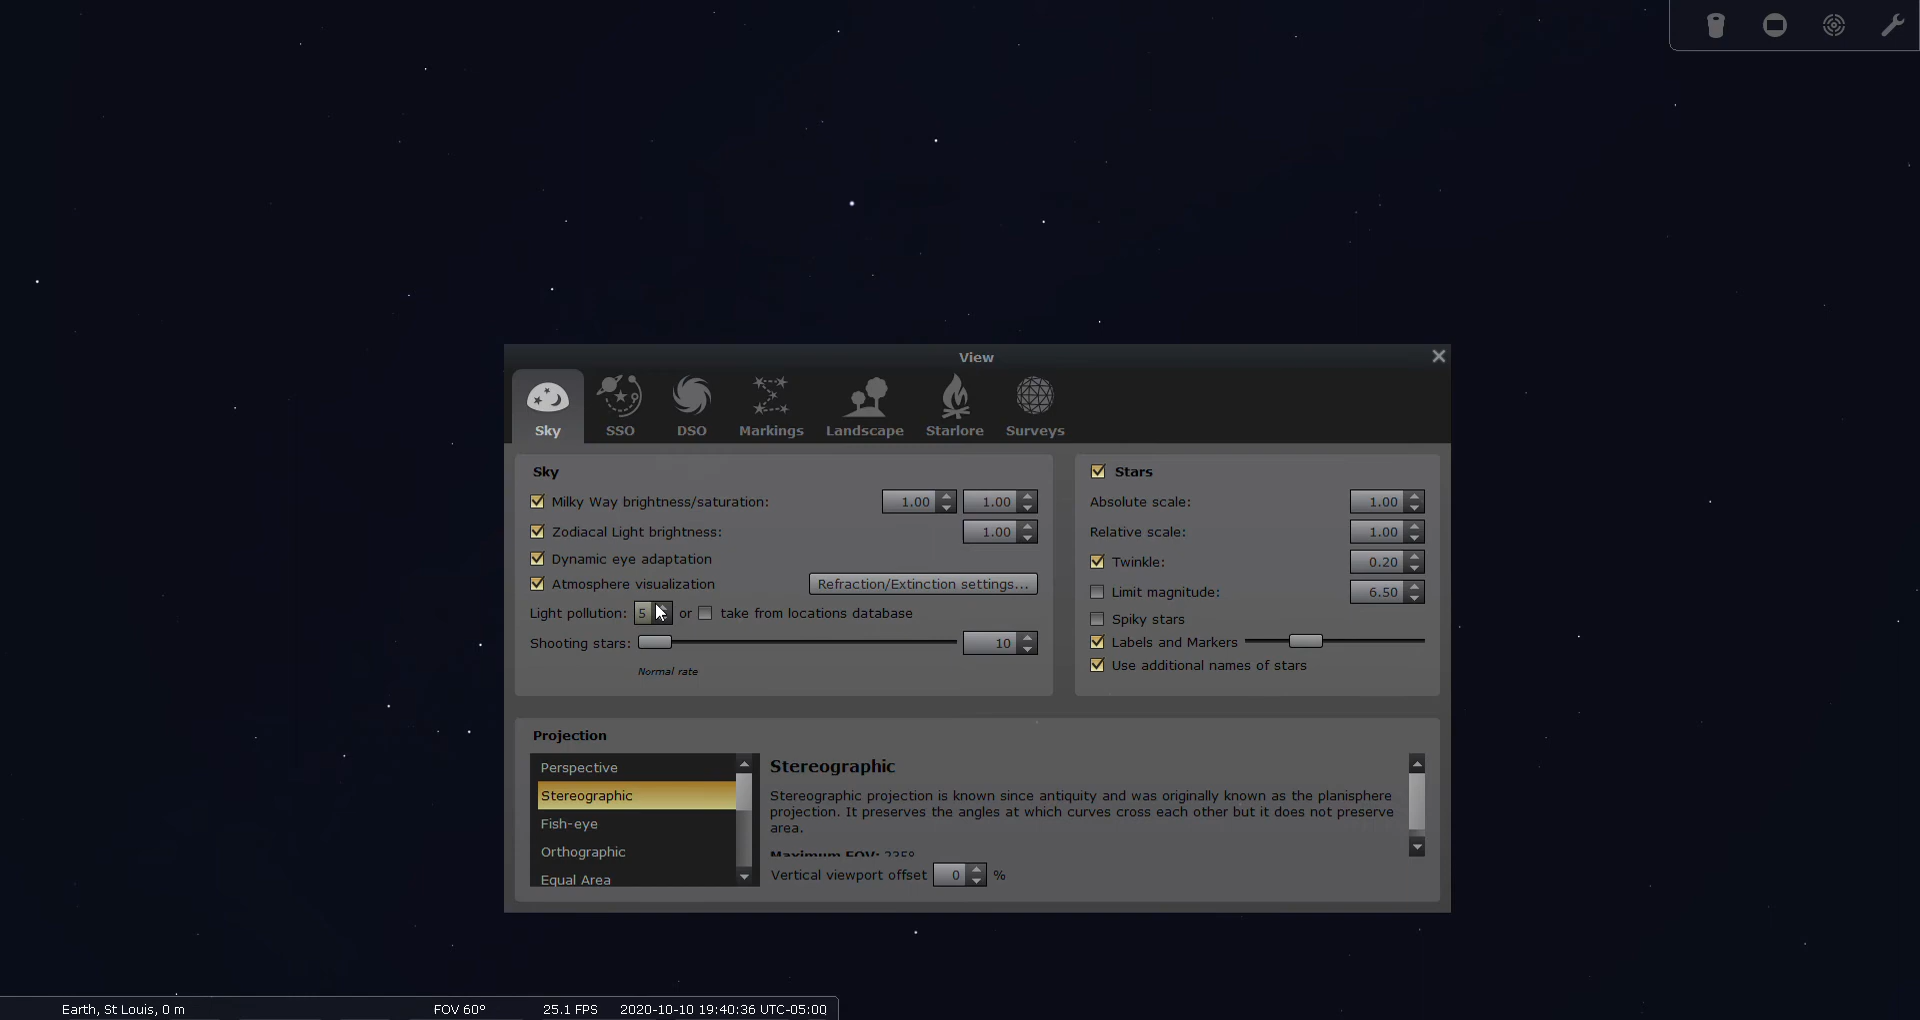 View
Sky SSO DSO Markings Landscape Starlore Surveys
Sky
Milky Way brightness/saturation: 1.00 1.00
Zodiacal Light brightness: 1.00
Dynamic eye adaptation
Atmosphere visualization Refraction/Extinction settings...
Light pollution: 5 or take from locations database
Shooting stars: 10
Normal rate
Stars
Absolute scale: 1.00
Relative scale: 1.00
Twinkle: 0.20
Limit magnitude: 6.50
Spiky stars
Labels and Markers
Use additional names of stars
Projection
Perspective
Stereographic
Fish-eye
Orthographic
Equal Area
Stereographic
Stereographic projection is known since antiquity and was originally known as the planisphere
projection. It preserves the angles at which curves cross each other but it does not preserve
area.
Maximum FOV: 235°
Vertical viewport offset 0 %
Earth, St Louis, 0 m FOV 60° 25.1 FPS 2020-10-10 19:40:36 UTC-05:00